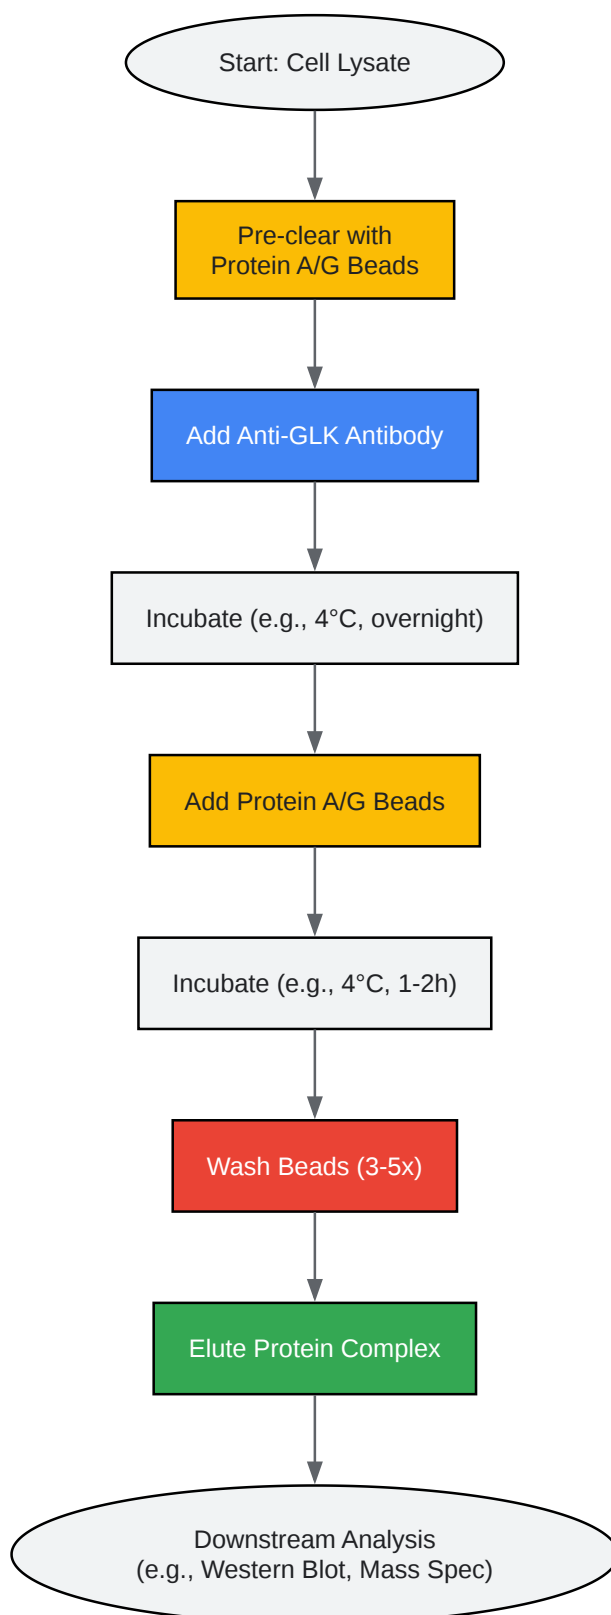 Start: Cell Lysate
Pre-clear with
Protein A/G Beads
Add Anti-GLK Antibody
Incubate (e.g., 4°C, overnight)
Add Protein A/G Beads
Incubate (e.g., 4°C, 1-2h)
Wash Beads (3-5x)
Elute Protein Complex
Downstream Analysis
(e.g., Western Blot, Mass Spec)